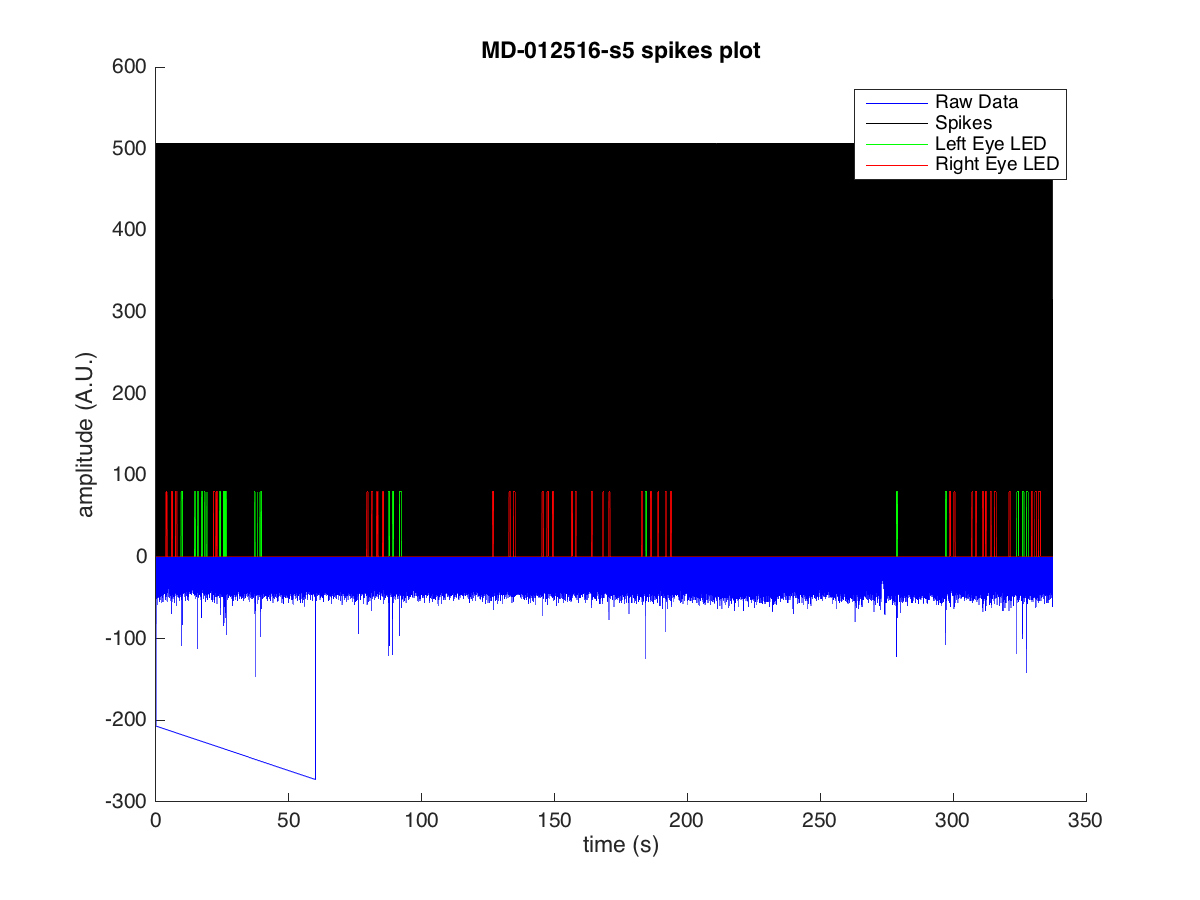 MD-012516-s5 spikes plot
600
500
400
300
200
100
0
-100
-200
-300
amplitude (A.U.)
Raw Data
Spikes
Left Eye LED
Right Eye LED
0 50 100 150 200 250 300 350
time (s)